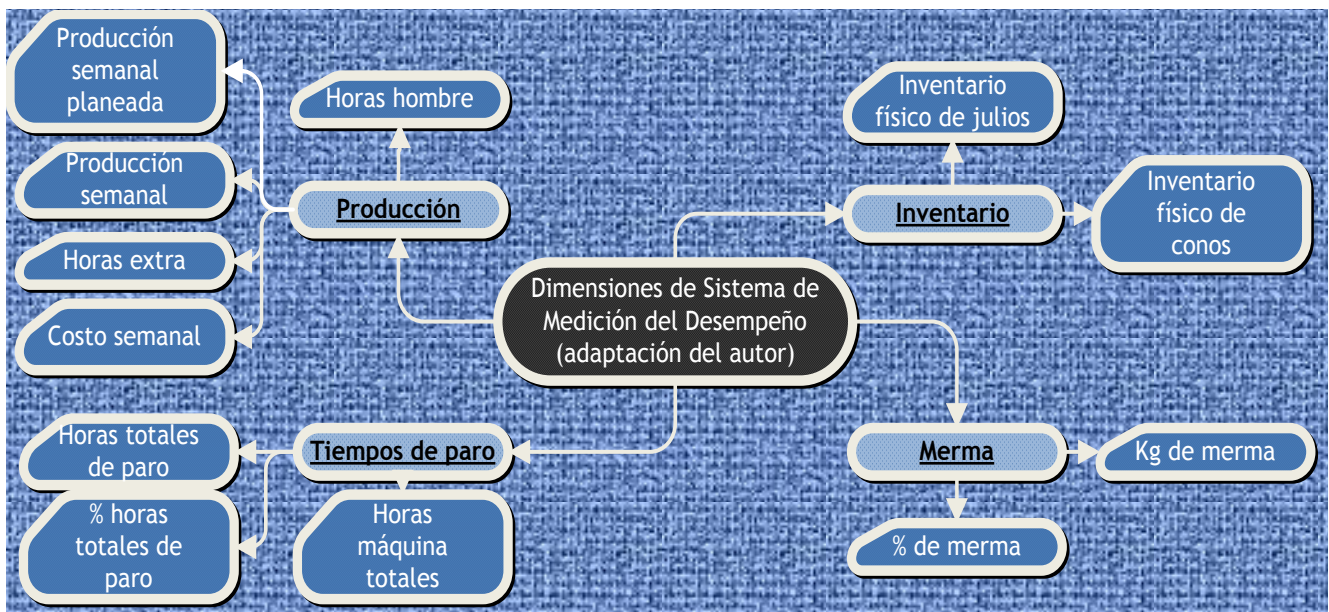 Producción
semanal
planeada
Horas hombre
Producción
semanal
Producción
Horas extra
Costo semanal
Inventario
físico de julios
Inventario
Inventario
físico de
conos
Dimensiones de Sistema de
Medición del Desempeño
(adaptación del autor)
Horas totales
de paro
Tiempos de paro
% horas
totales de
paro
Horas
máquina
totales
Merma
Kg de merma
% de merma